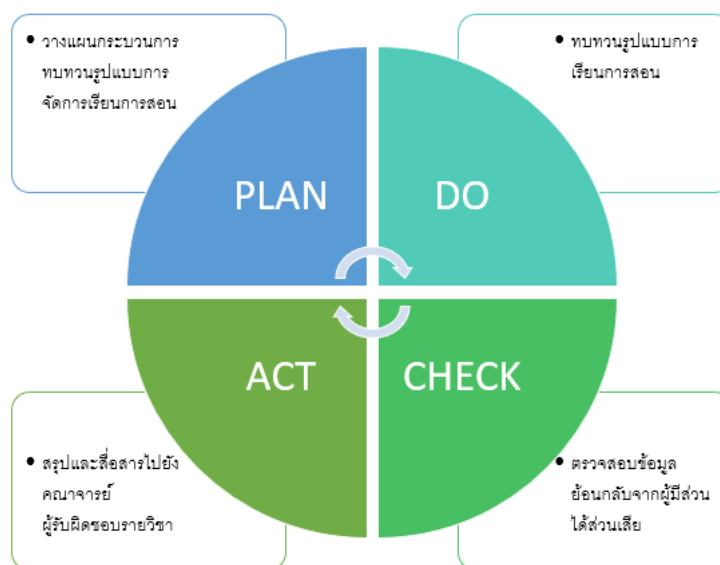 • วางแผนกระบวนการ
ทบทวนรูปแบบการ
จัดการเรียนการสอน
• ทบทวนรูปแบบการ
เรียนการสอน
PLAN
DO
ACT
CHECK
• สรุปและสื่อสารไปยัง
คณาจารย์
ผู้รับผิดชอบรายวิชา
• ตรวจสอบข้อมูล
ย้อนกลับจากผู้มีส่วน
ได้ส่วนเสีย